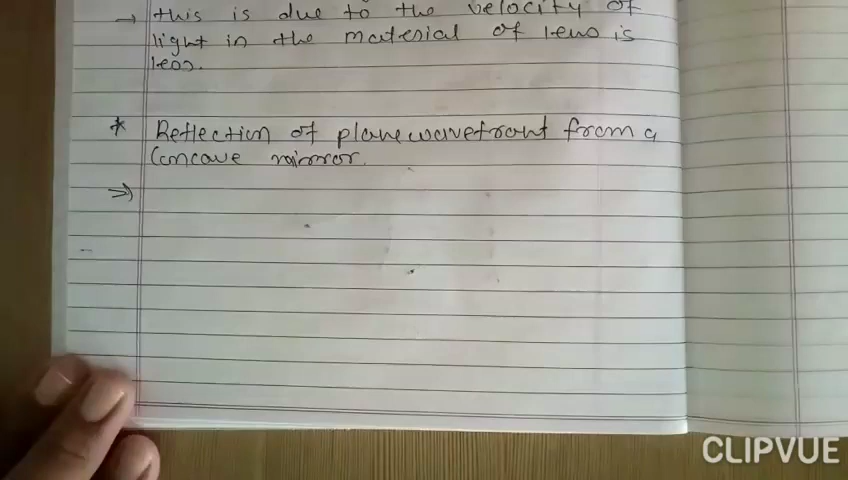 → this is due to the velocity of
light in the material of lens is
less.
* Reflection of plane wavefront from a
Concave mirror.
⇒
CLIPVUE